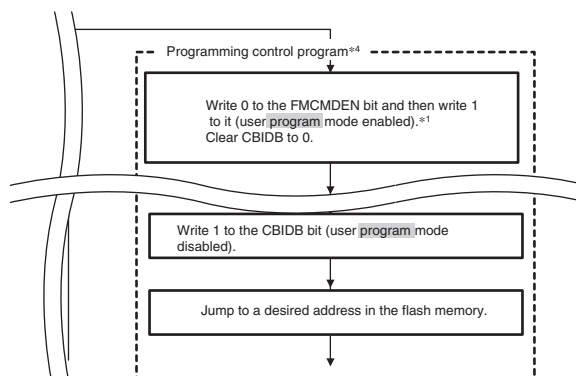 Programming control program*4
Write 0 to the FMCMDEN bit and then write 1
to it (user program mode enabled).*1
Clear CBIDB to 0.
Write 1 to the CBIDB bit (user program mode
disabled).
Jump to a desired address in the flash memory.